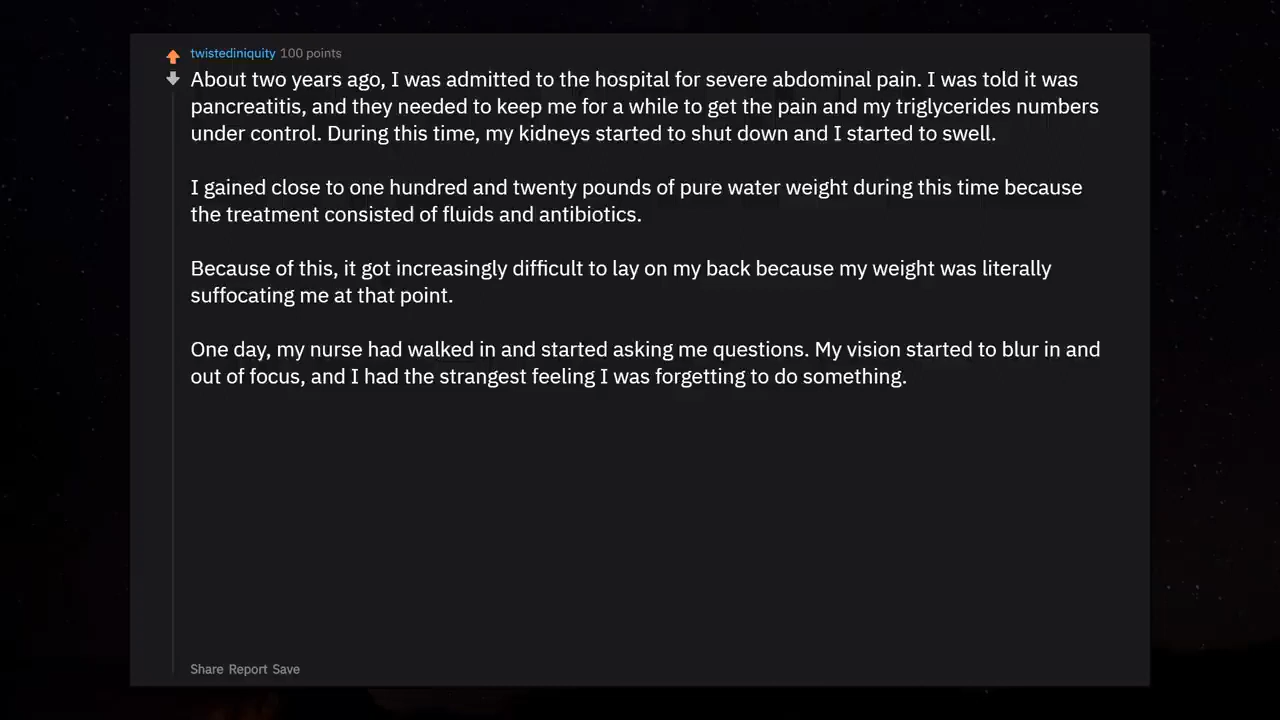 twistediniquity 100 points
About two years ago, I was admitted to the hospital for severe abdominal pain. I was told it was
pancreatitis, and they needed to keep me for a while to get the pain and my triglycerides numbers
under control. During this time, my kidneys started to shut down and I started to swell.
I gained close to one hundred and twenty pounds of pure water weight during this time because
the treatment consisted of fluids and antibiotics.
Because of this, it got increasingly difficult to lay on my back because my weight was literally
suffocating me at that point.
One day, my nurse had walked in and started asking me questions. My vision started to blur in and
out of focus, and I had the strangest feeling I was forgetting to do something.
Share Report Save